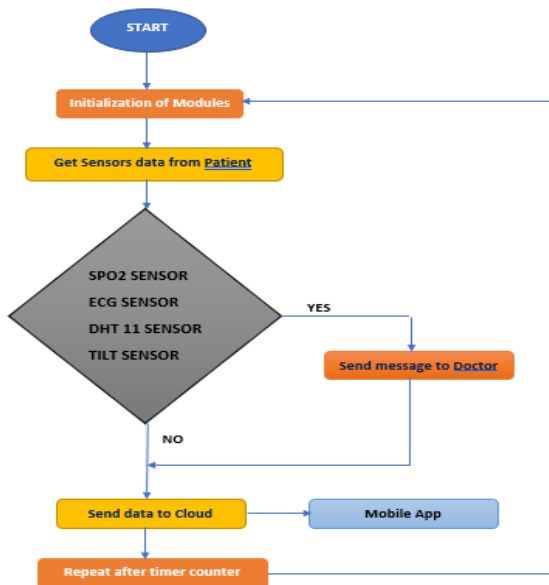 START
Initialization of Modules
Get Sensors data from Patient
SPO2 SENSOR
ECG SENSOR
DHT 11 SENSOR
TILT SENSOR
YES
Send message to Doctor
NO
Send data to Cloud
Mobile App
Repeat after timer counter